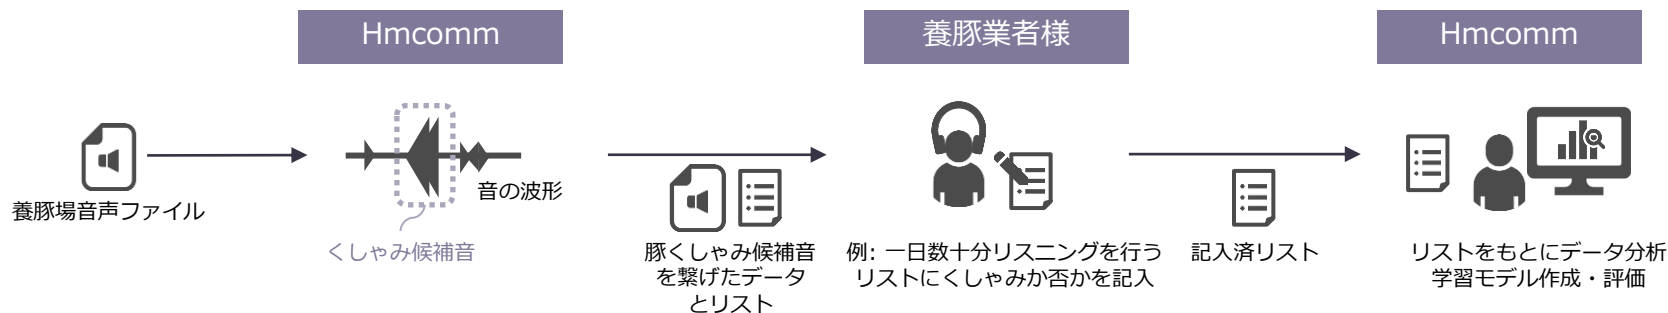 Hmcomm
養豚業者様
Hmcomm
養豚場音声ファイル
音の波形
くしゃみ候補音
豚くしゃみ候補音
を繋げたデータ
とリスト
例: 一日数十分リスニングを行う
リストにくしゃみか否かを記入
記入済リスト
リストをもとにデータ分析
学習モデル作成・評価